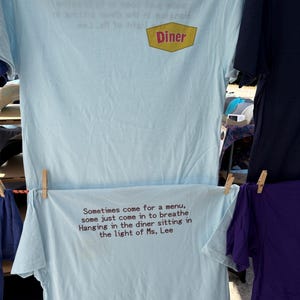 Diner
Sometimes come for a menu,
some just come in to breathe
Hanging in the diner sitting in
the light of Ms. Lee